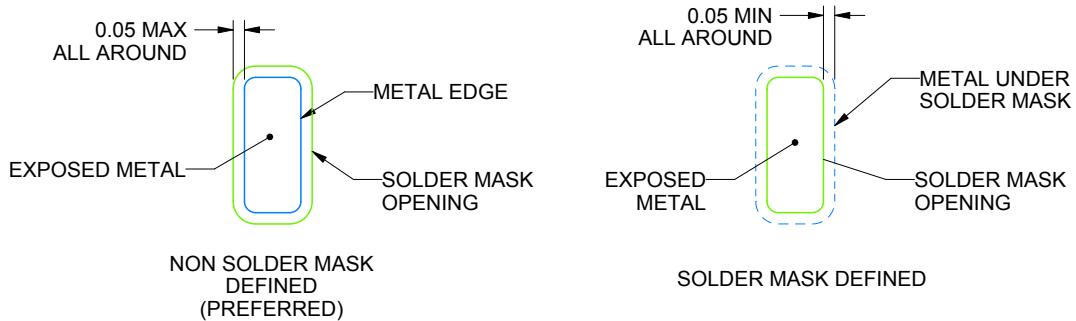 0.05 MAX
ALL AROUND
METAL EDGE
EXPOSED METAL
SOLDER MASK
OPENING
NON SOLDER MASK
DEFINED
(PREFERRED)
0.05 MIN
ALL AROUND
METAL UNDER
SOLDER MASK
EXPOSED
METAL
SOLDER MASK
OPENING
SOLDER MASK DEFINED